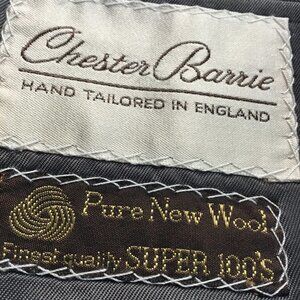 Chester Barrie
HAND TAILORED IN ENGLAND
Pure New Wool
Finest quality SUPER 100'S